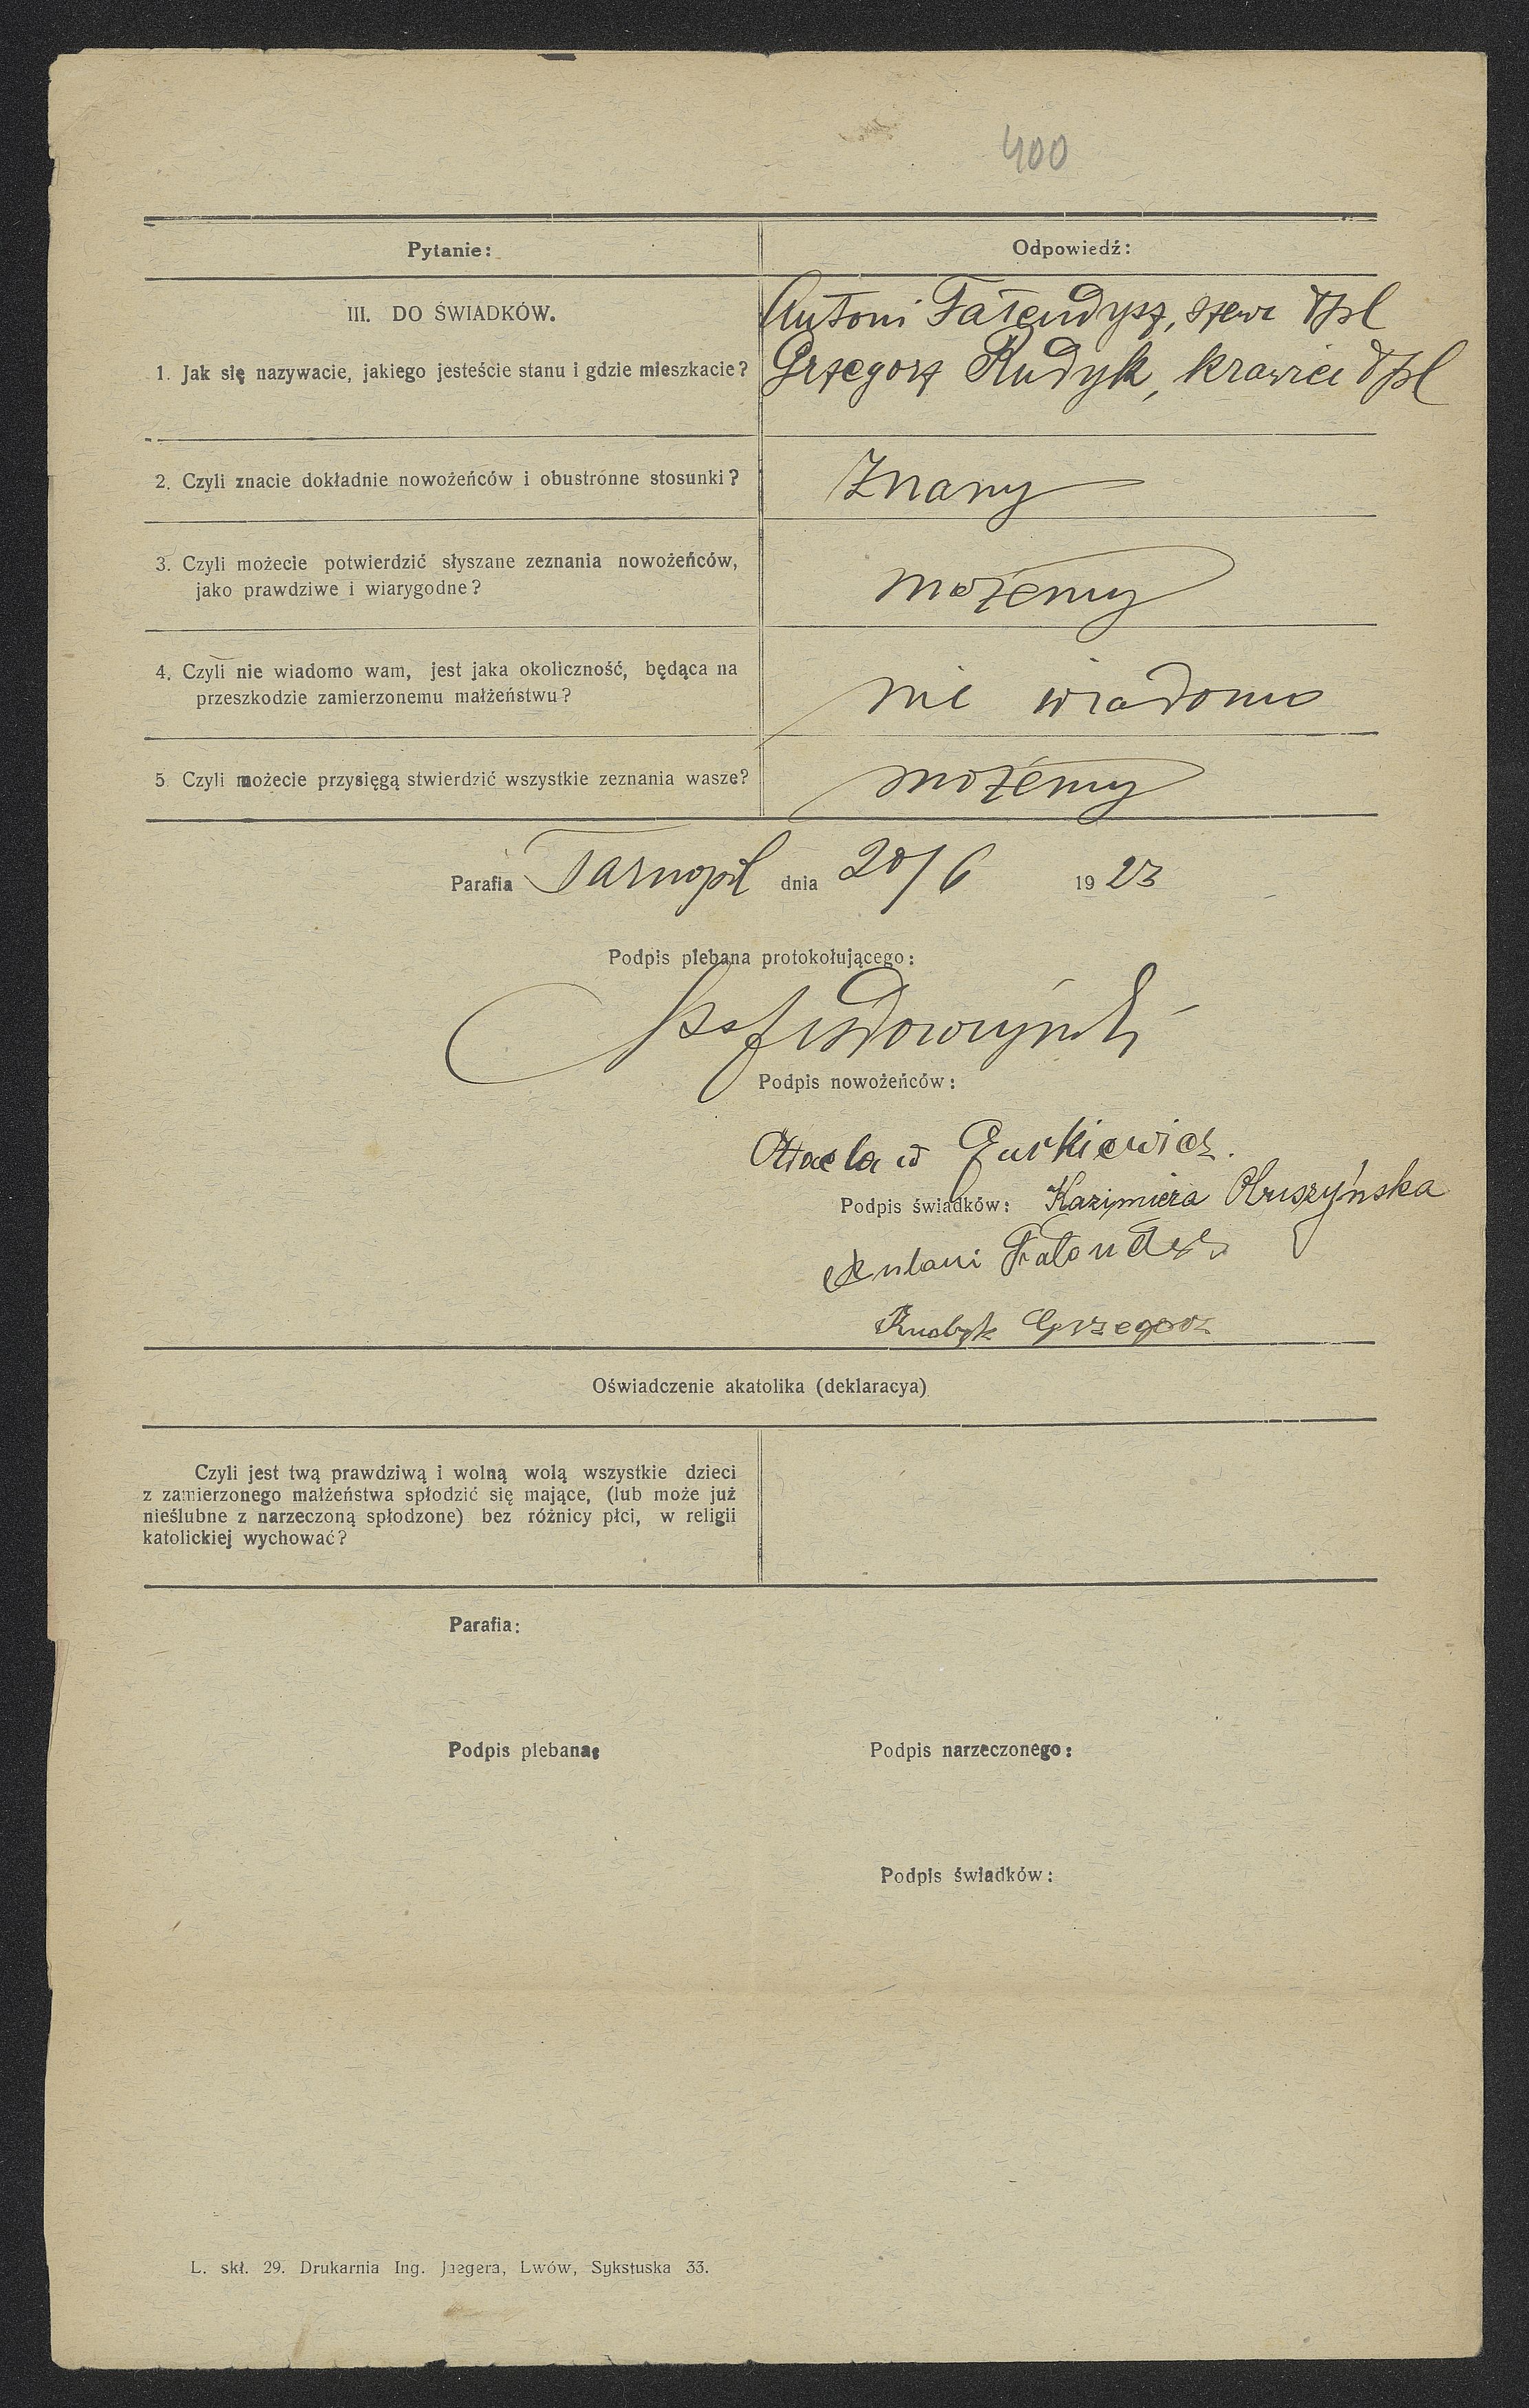 400
Pytanie:
Odpowiedź:
III. DO ŚWIADKÓW.
1. Jak się nazywacie, jakiego jesteście stanu i gdzie mieszkacie?
Antoni Fałendysz, szewc Tpl
Grzegorz Rudyk, krawiec Tpl
2. Czyli znacie dokładnie nowożeńców i obustronne stosunki?
Znamy
3. Czyli możecie potwierdzić słyszane zeznania nowożeńców,
jako prawdziwe i wiarygodne?
możemy
4. Czyli nie wiadomo wam, jest jaka okoliczność, będąca na
przeszkodzie zamierzonemu małżeństwu?
nie wiadomo
5. Czyli możecie przysięgą stwierdzić wszystkie zeznania wasze?
możemy
Parafia Tarnopol dnia 20/6 1923
Podpis plebana protokołującego:
Podpis nowożeńców:
Podpis świadków: Kazimiera
Rudyk Grzegorz
Oświadczenie akatolika (deklaracya)
Czyli jest twą prawdziwą i wolną wolą wszystkie dzieci
z zamierzonego małżeństwa spłodzić się mające, (lub może już
nieślubne z narzeczoną spłodzone) bez różnicy płci, w religii
katolickiej wychować?
Parafia:
Podpis plebana:
Podpis narzeczonego:
Podpis świadków:
L. skł. 29. Drukarnia Ing. Jaegera, Lwów, Sykstuska 33.